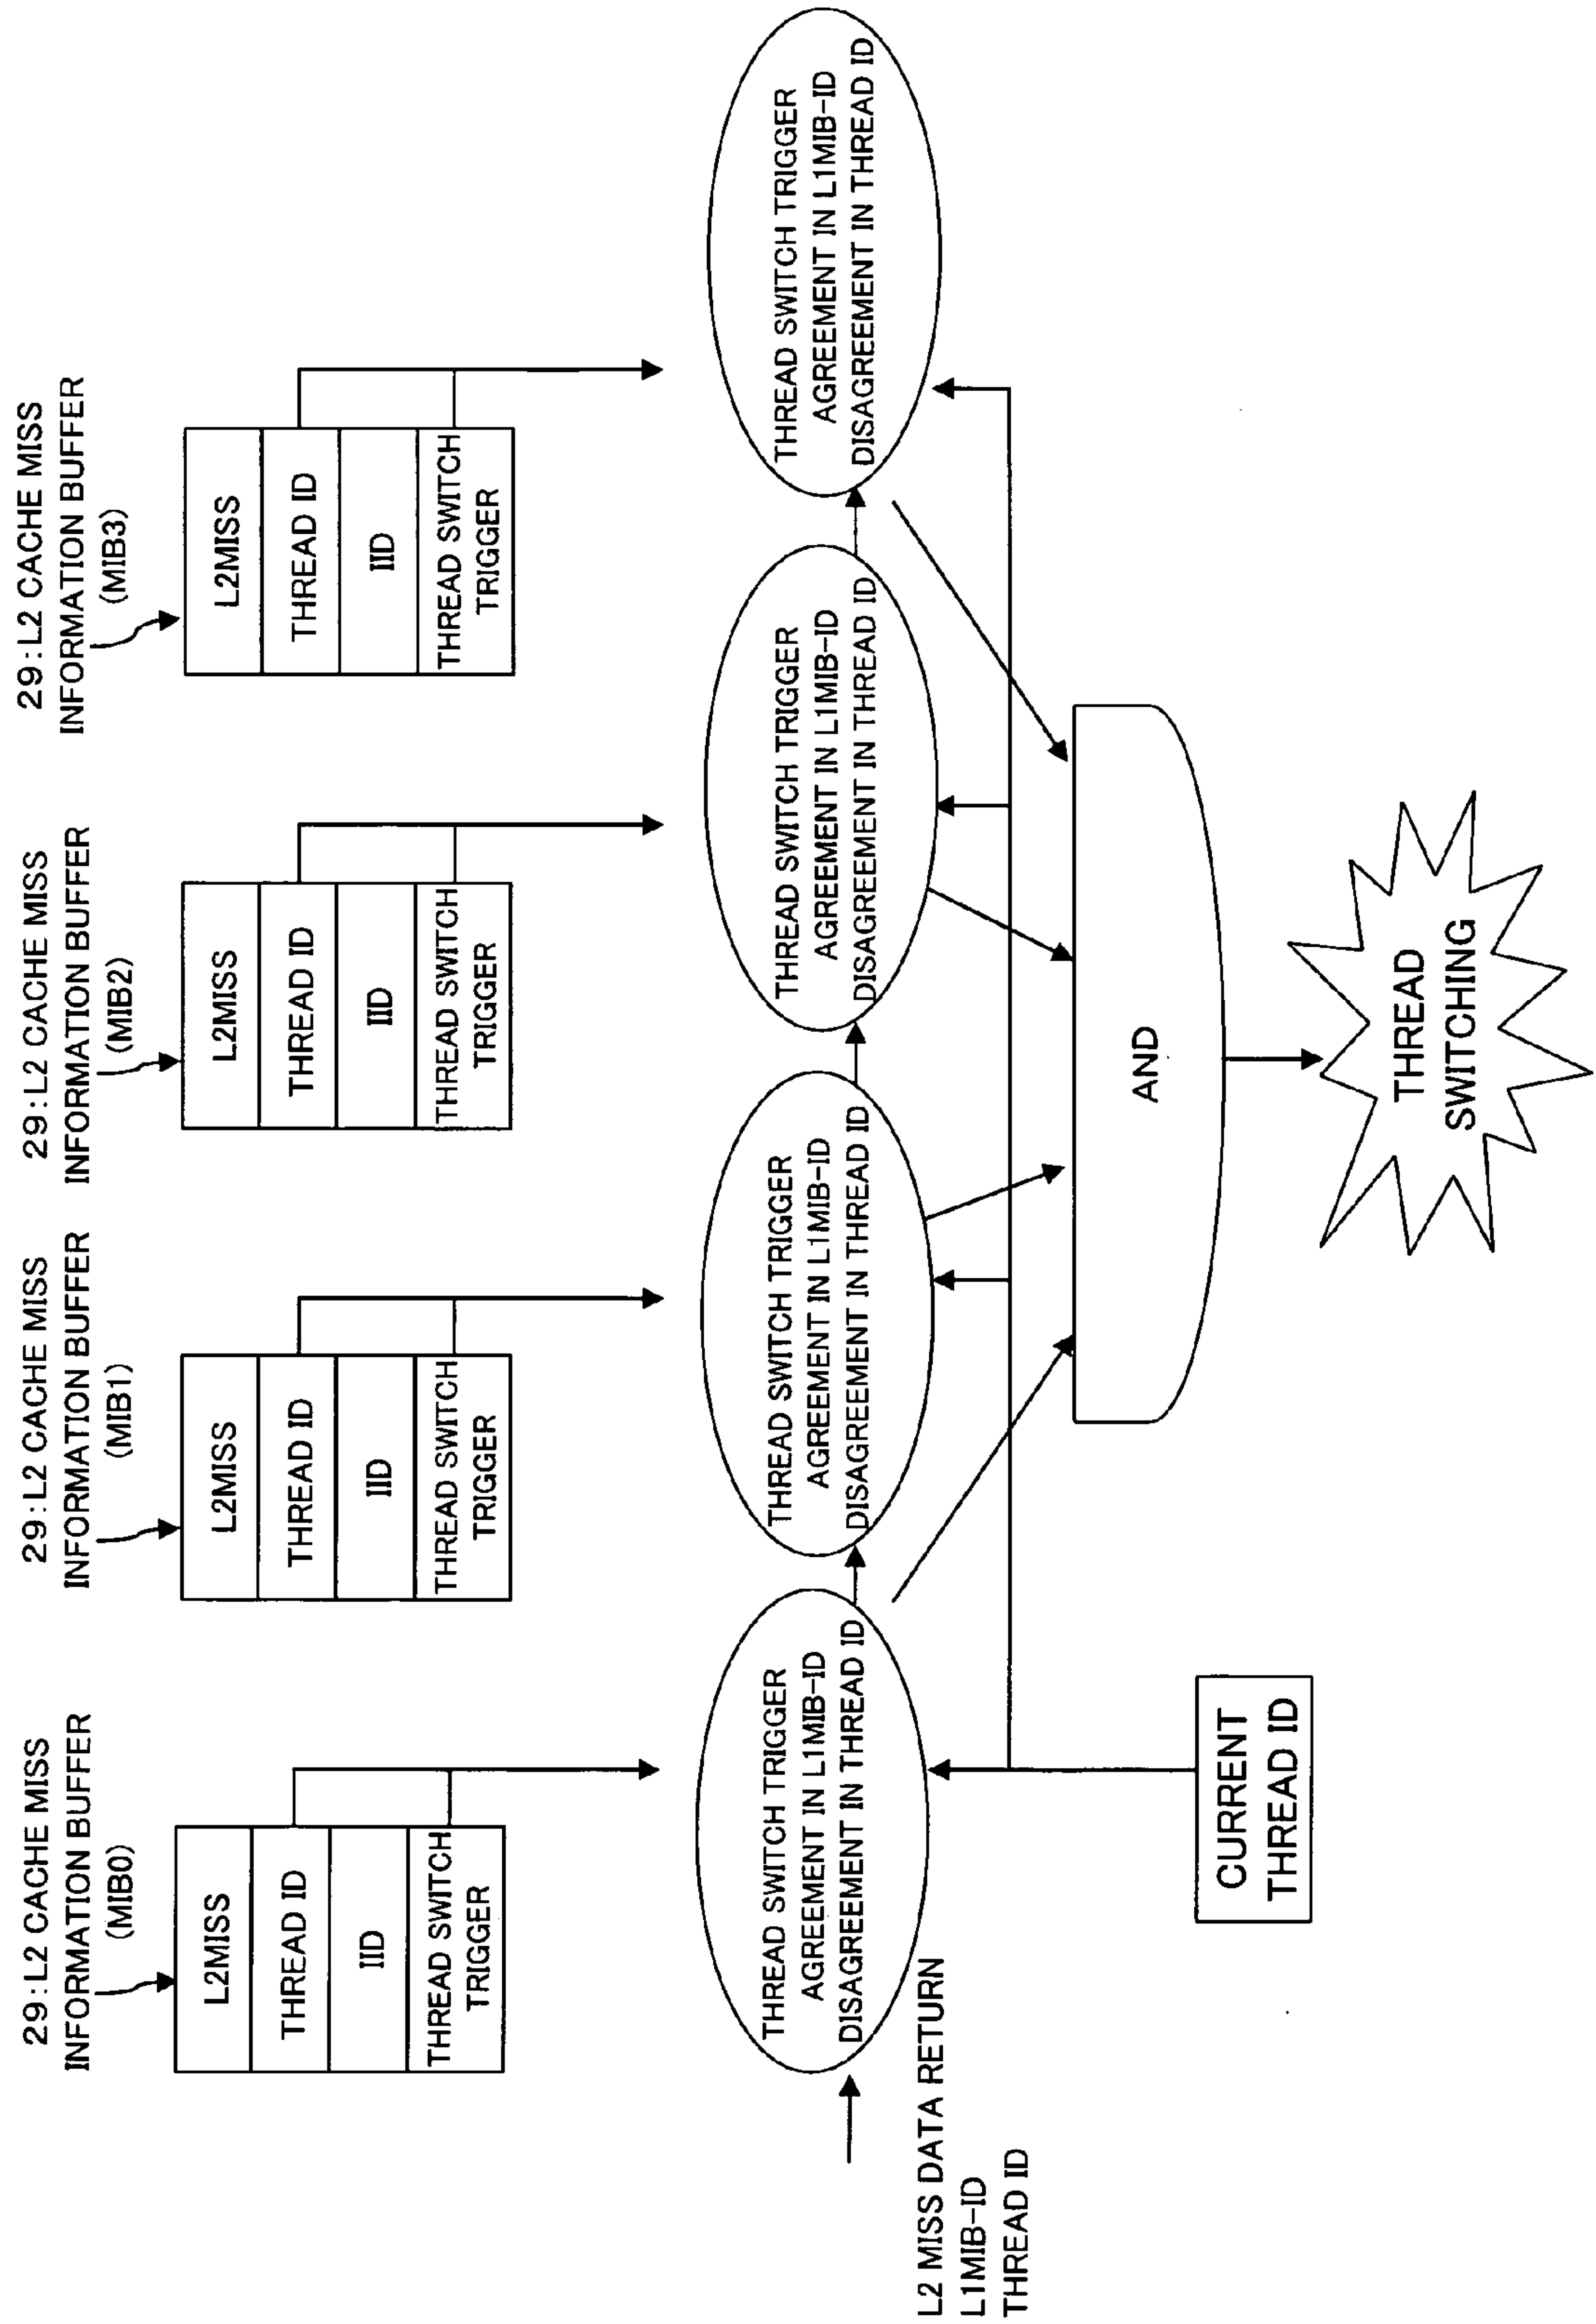 29:L2 CACHE MISS
INFORMATION BUFFER
(MIB0)
L2MISS
THREAD ID
IID
THREAD SWITCH
TRIGGER
29:L2 CACHE MISS
INFORMATION BUFFER
(MIB1)
L2MISS
THREAD ID
IID
THREAD SWITCH
TRIGGER
29:L2 CACHE MISS
INFORMATION BUFFER
(MIB2)
L2MISS
THREAD ID
IID
THREAD SWITCH
TRIGGER
29:L2 CACHE MISS
INFORMATION BUFFER
(MIB3)
L2MISS
THREAD ID
IID
THREAD SWITCH
TRIGGER
THREAD SWITCH TRIGGER
AGREEMENT IN L1MIB-ID
DISAGREEMENT IN THREAD ID
THREAD SWITCH TRIGGER
AGREEMENT IN L1MIB-ID
DISAGREEMENT IN THREAD ID
THREAD SWITCH TRIGGER
AGREEMENT IN L1MIB-ID
DISAGREEMENT IN THREAD ID
THREAD SWITCH TRIGGER
AGREEMENT IN L1MIB-ID
DISAGREEMENT IN THREAD ID
L2 MISS DATA RETURN
L1MIB-ID
THREAD ID
CURRENT
THREAD ID
AND
THREAD
SWITCHING